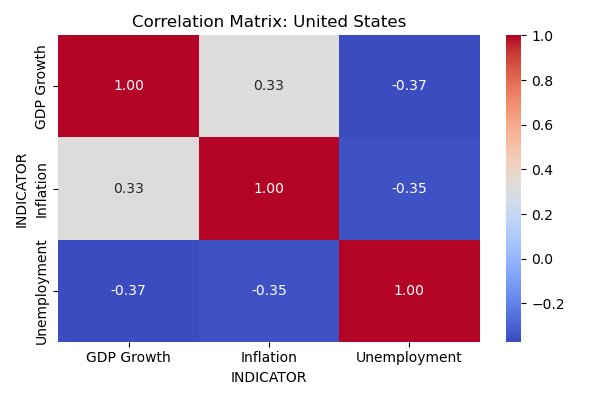 Correlation Matrix: United States
INDICATOR
GDP Growth
1.00
0.33
-0.37
Inflation
0.33
1.00
-0.35
Unemployment
-0.37
-0.35
1.00
GDP Growth
Inflation
Unemployment
INDICATOR
1.0
0.8
0.6
0.4
0.2
0.0
−0.2